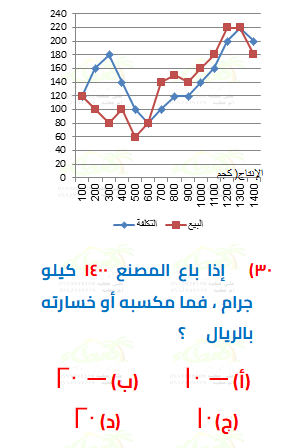 240
220
200
180
160
140
120
100
80
60
40
20
0
الإنتاج( كجم
100 200 300 400 500 600 700 800 900 1000 1100 1200 1300 1400
البيع التكلفة
٣٠) إذا باع المصنع ١٤٠٠ كيلو
جرام ، فما مكسبه أو خسارته
بالريال ؟
(أ) — ١٠ (ب) — ٢٠
(ج) ١٠ (د) ٢٠